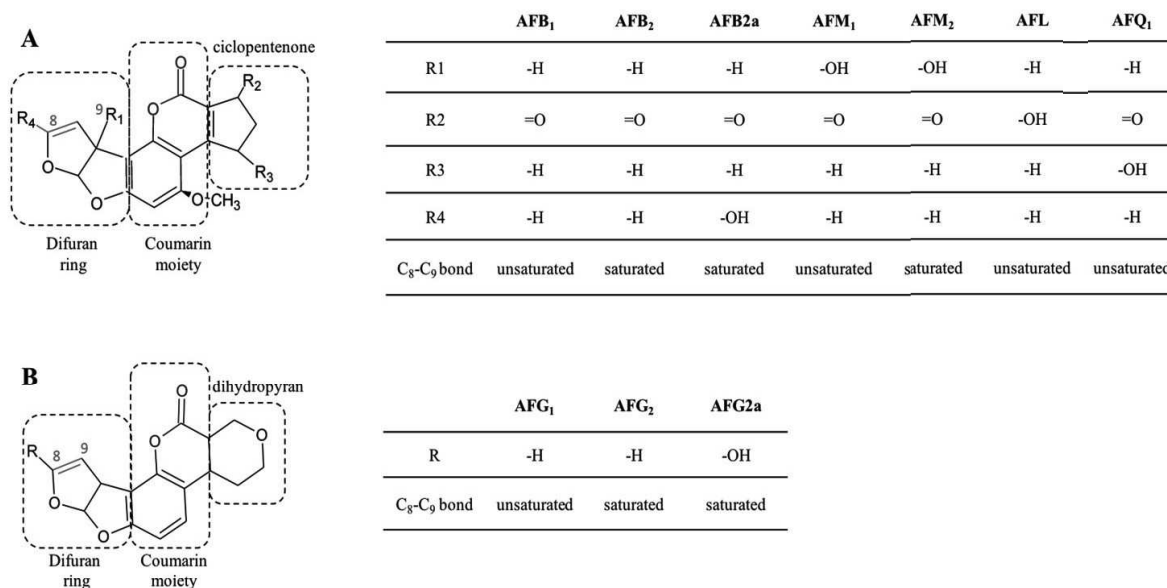 A
ciclopentenone
O
R₂
9
R₁
R₄
8
O
O
O
O
R₃
O-CH₃
Difuran
ring
Coumarin
moiety
AFB₁ AFB₂ AFB2a AFM₁ AFM₂ AFL AFQ₁
R1 -H -H -H -OH -OH -H -H
R2 =O =O =O =O =O -OH =O
R3 -H -H -H -H -H -H -OH
R4 -H -H -OH -H -H -H -H
C₈-C₉ bond unsaturated saturated saturated unsaturated saturated unsaturated unsaturated
B
dihydropyran
O
R
8
9
O
O
O
O
Difuran
ring
Coumarin
moiety
AFG₁ AFG₂ AFG2a
R -H -H -OH
C₈-C₉ bond unsaturated saturated saturated